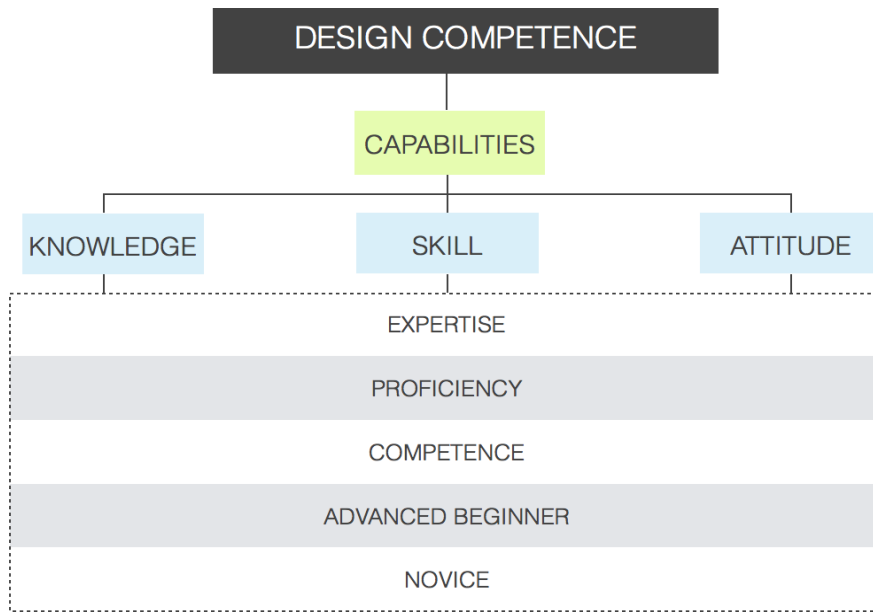 DESIGN COMPETENCE
CAPABILITIES
KNOWLEDGE
SKILL
ATTITUDE
EXPERTISE
PROFICIENCY
COMPETENCE
ADVANCED BEGINNER
NOVICE